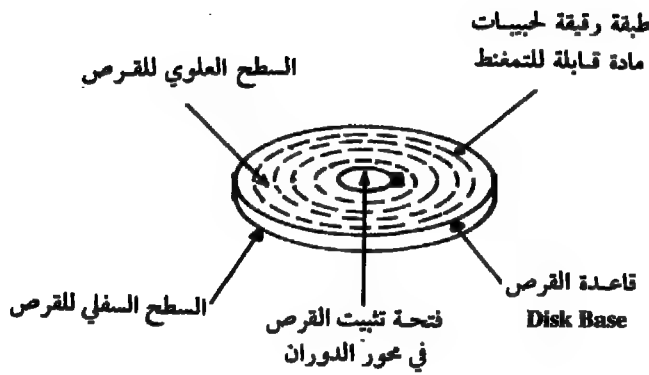 طبقة رقيقة لحبيبات
مادة قابلة للتمغنط
السطح العلوي للقرص
قاعدة القرص
Disk Base
السطح السفلي للقرص
فتحة تثبيت القرص
في محور الدوران